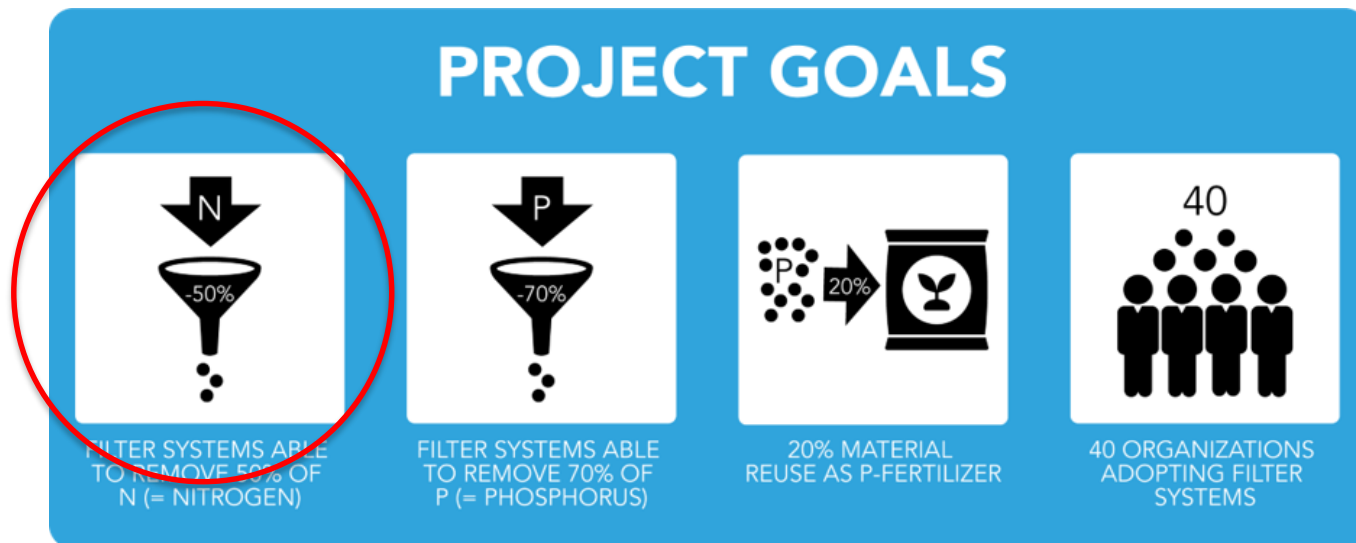 PROJECT GOALS
N
-50%
FILTER SYSTEMS ABLE
TO REMOVE 50% OF
N (= NITROGEN)
P
-70%
FILTER SYSTEMS ABLE
TO REMOVE 70% OF
P (= PHOSPHORUS)
P
20%
20% MATERIAL
REUSE AS P-FERTILIZER
40
40 ORGANIZATIONS
ADOPTING FILTER
SYSTEMS